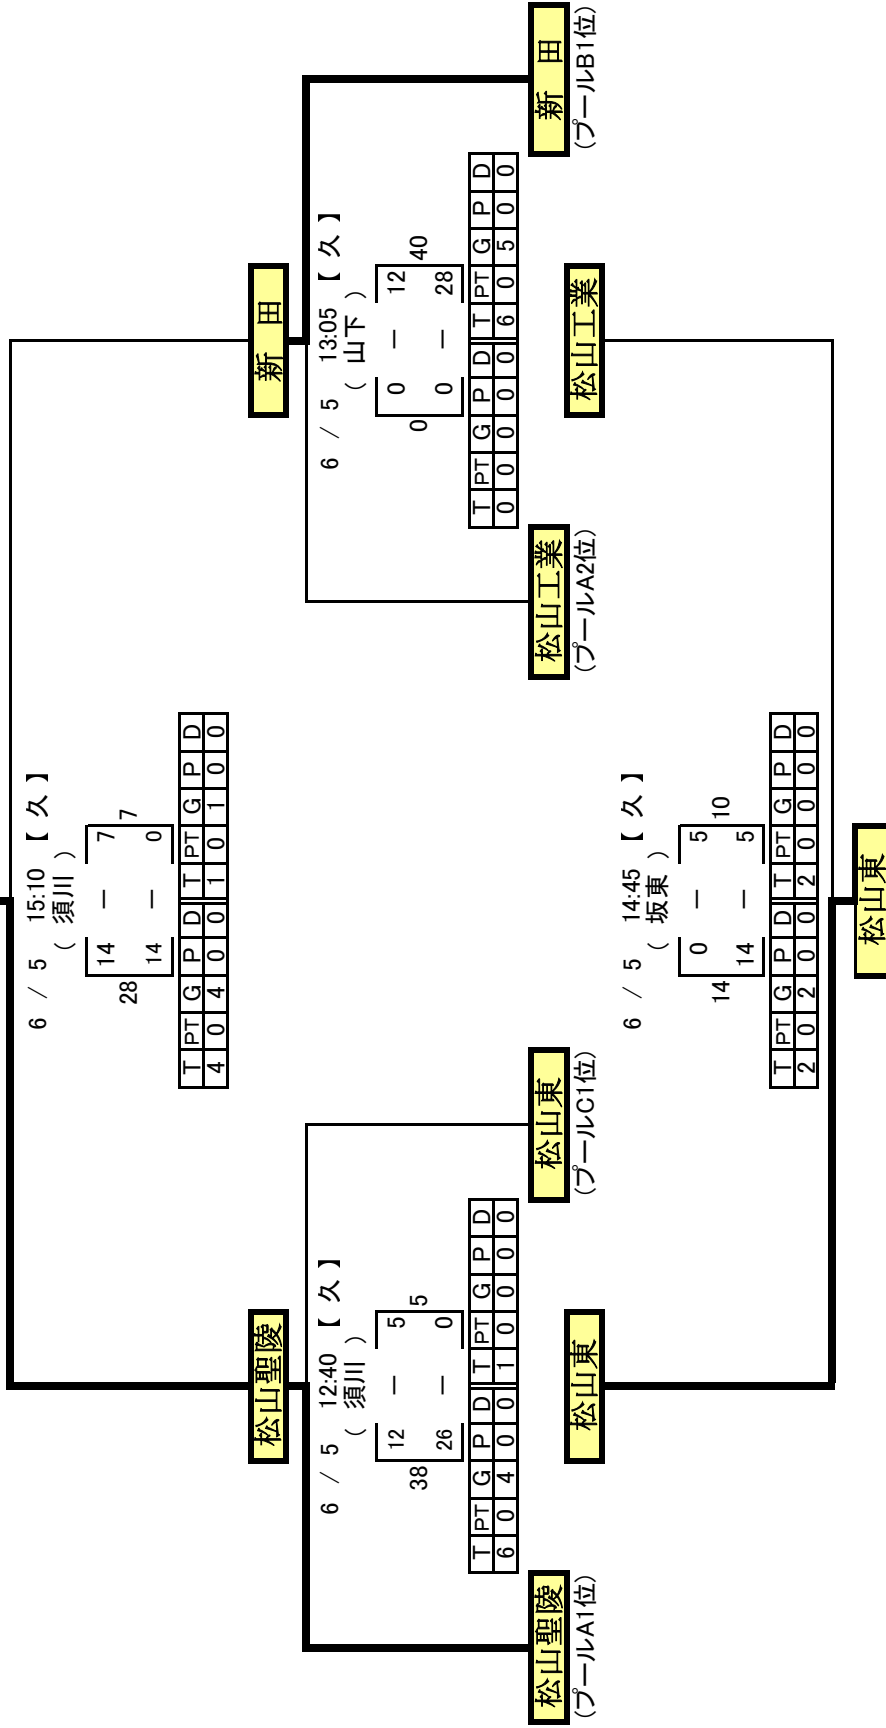 6 / 5 15:10 【 久 】
( 須川 )
28 14 － 7 7
14 － 0
T PT G P D T PT G P D
4 0 4 0 0 1 0 1 0 0
松山聖陵
新 田
6 / 5 12:40 【 久 】
( 須川 )
38 12 － 5 5
26 － 0
T PT G P D T PT G P D
6 0 4 0 0 1 0 0 0 0
6 / 5 13:05 【 久 】
( 山下 )
0 0 － 12 40
0 － 28
T PT G P D T PT G P D
0 0 0 0 0 6 0 5 0 0
松山聖陵
(プールA1位)
松山東
(プールC1位)
松山工業
(プールA2位)
新 田
(プールB1位)
松山東
松山工業
6 / 5 14:45 【 久 】
( 坂東 )
14 0 － 5 10
14 － 5
T PT G P D T PT G P D
2 0 2 0 0 2 0 0 0 0
松山東